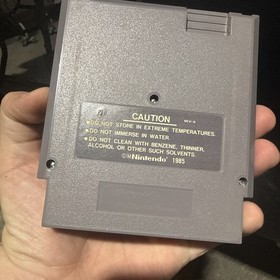 CAUTION
•DO NOT STORE IN EXTREME TEMPERATURES.
•DO NOT IMMERSE IN WATER.
•DO NOT CLEAN WITH BENZENE, THINNER,
ALCOHOL OR OTHER SUCH SOLVENTS.
Nintendo 1985